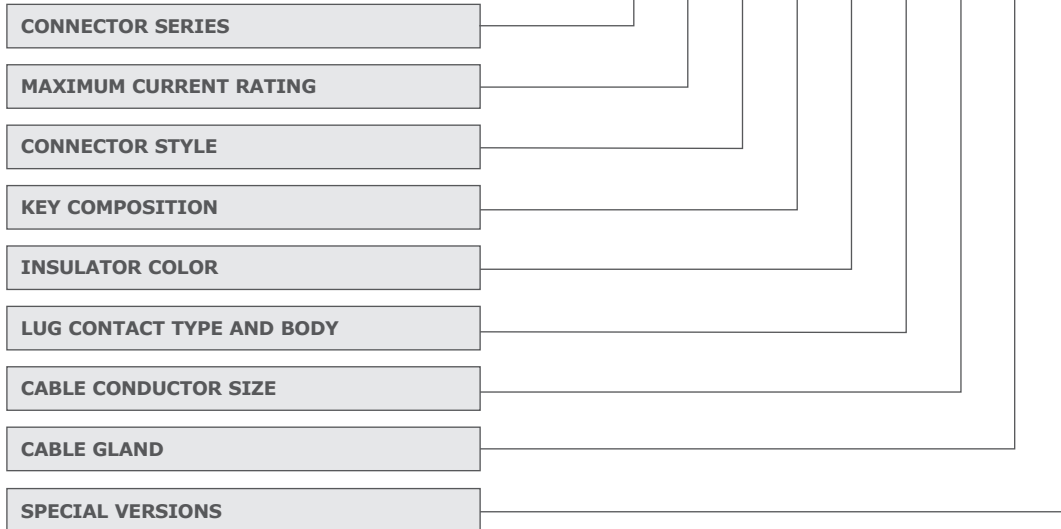 CONNECTOR SERIES
MAXIMUM CURRENT RATING
CONNECTOR STYLE
KEY COMPOSITION
INSULATOR COLOR
LUG CONTACT TYPE AND BODY
CABLE CONDUCTOR SIZE
CABLE GLAND
SPECIAL VERSIONS